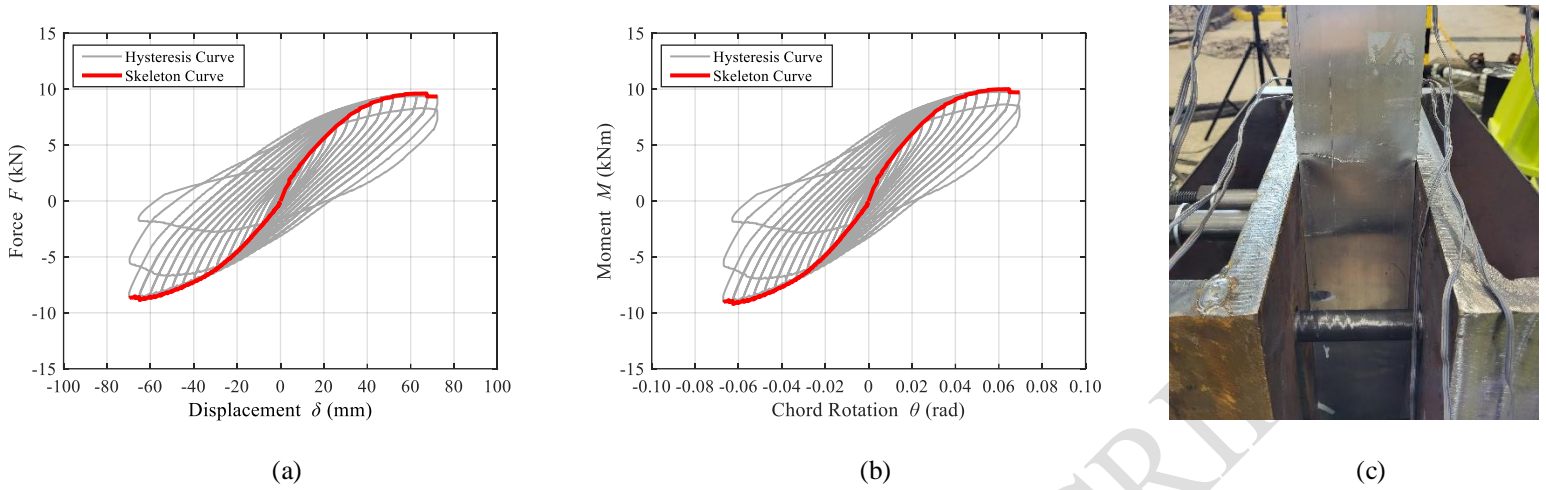 15
10
5
0
-5
-10
-15
-100 -80 -60 -40 -20 0 20 40 60 80 100
Force F (kN)
Displacement δ (mm)
Hysteresis Curve
Skeleton Curve
(a)
15
10
5
0
-5
-10
-15
-0.10 -0.08 -0.06 -0.04 -0.02 0 0.02 0.04 0.06 0.08 0.10
Moment M (kNm)
Chord Rotation θ (rad)
Hysteresis Curve
Skeleton Curve
(b)
(c)